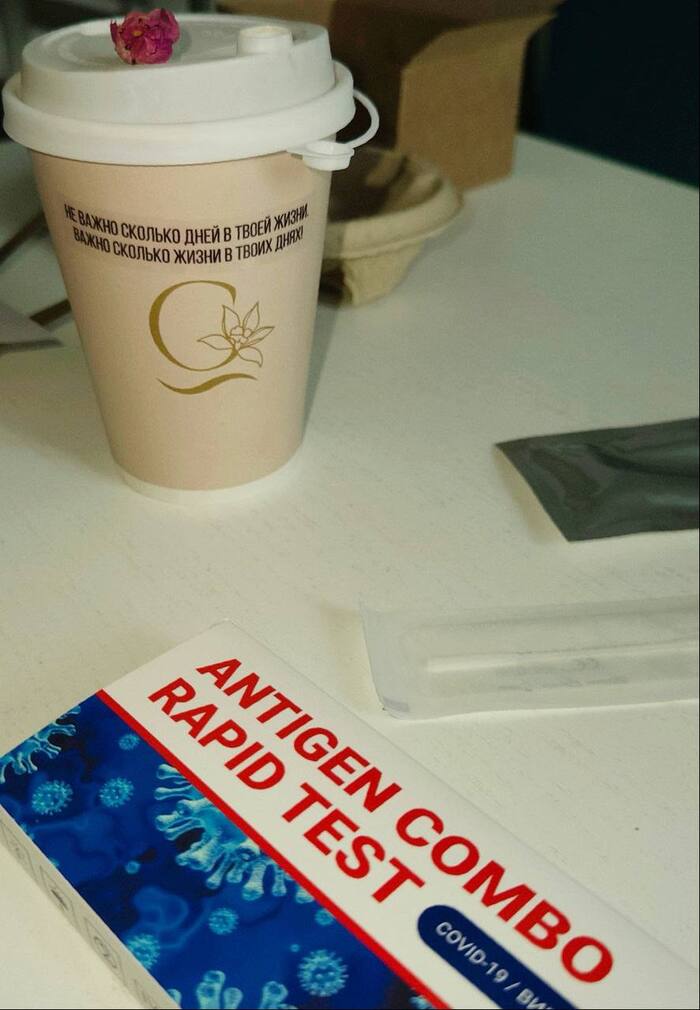 НЕ ВАЖНО СКОЛЬКО ДНЕЙ В ТВОЕЙ ЖИЗНИ.
ВАЖНО СКОЛЬКО ЖИЗНИ В ТВОИХ ДНЯХ!
ANTIGEN COMBO
RAPID TEST
COVID-19 /